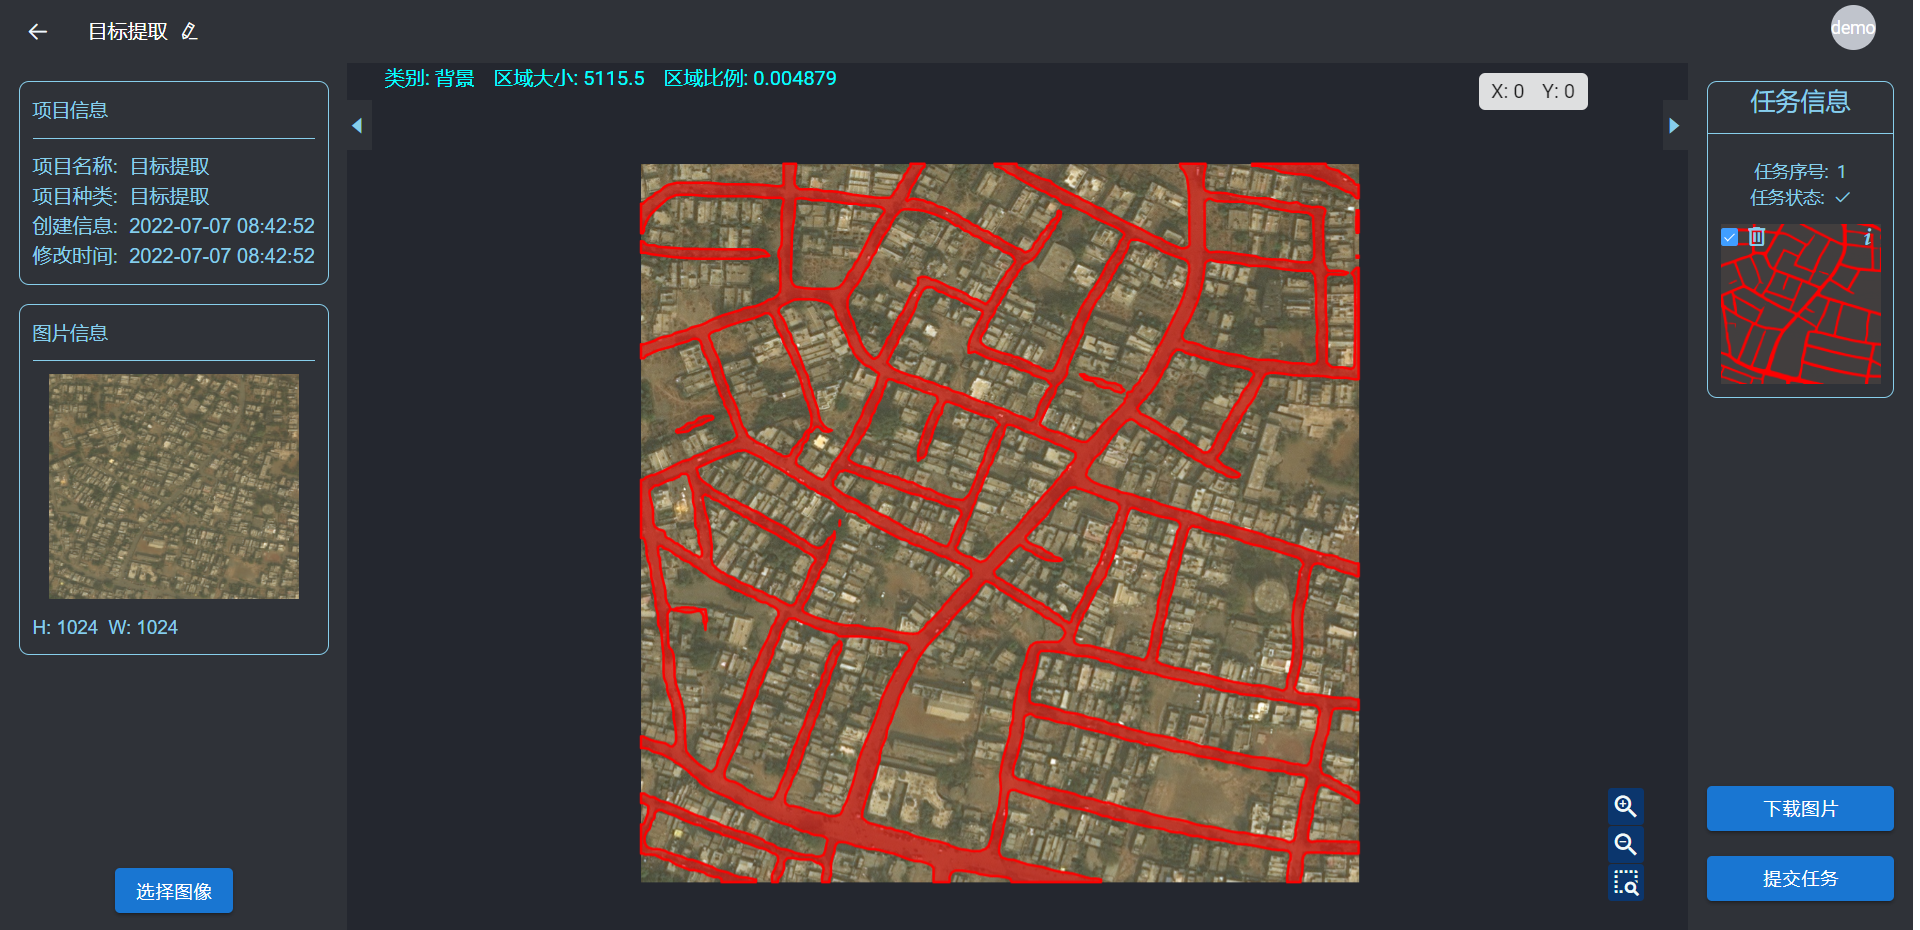 目标提取
demo
项目信息
项目名称: 目标提取
项目种类: 目标提取
创建信息: 2022-07-07 08:42:52
修改时间: 2022-07-07 08:42:52
图片信息
H: 1024 W: 1024
选择图像
类别: 背景 区域大小: 5115.5 区域比例: 0.004879
X: 0 Y: 0
任务信息
任务序号: 1
任务状态: ✓
i
下载图片
提交任务